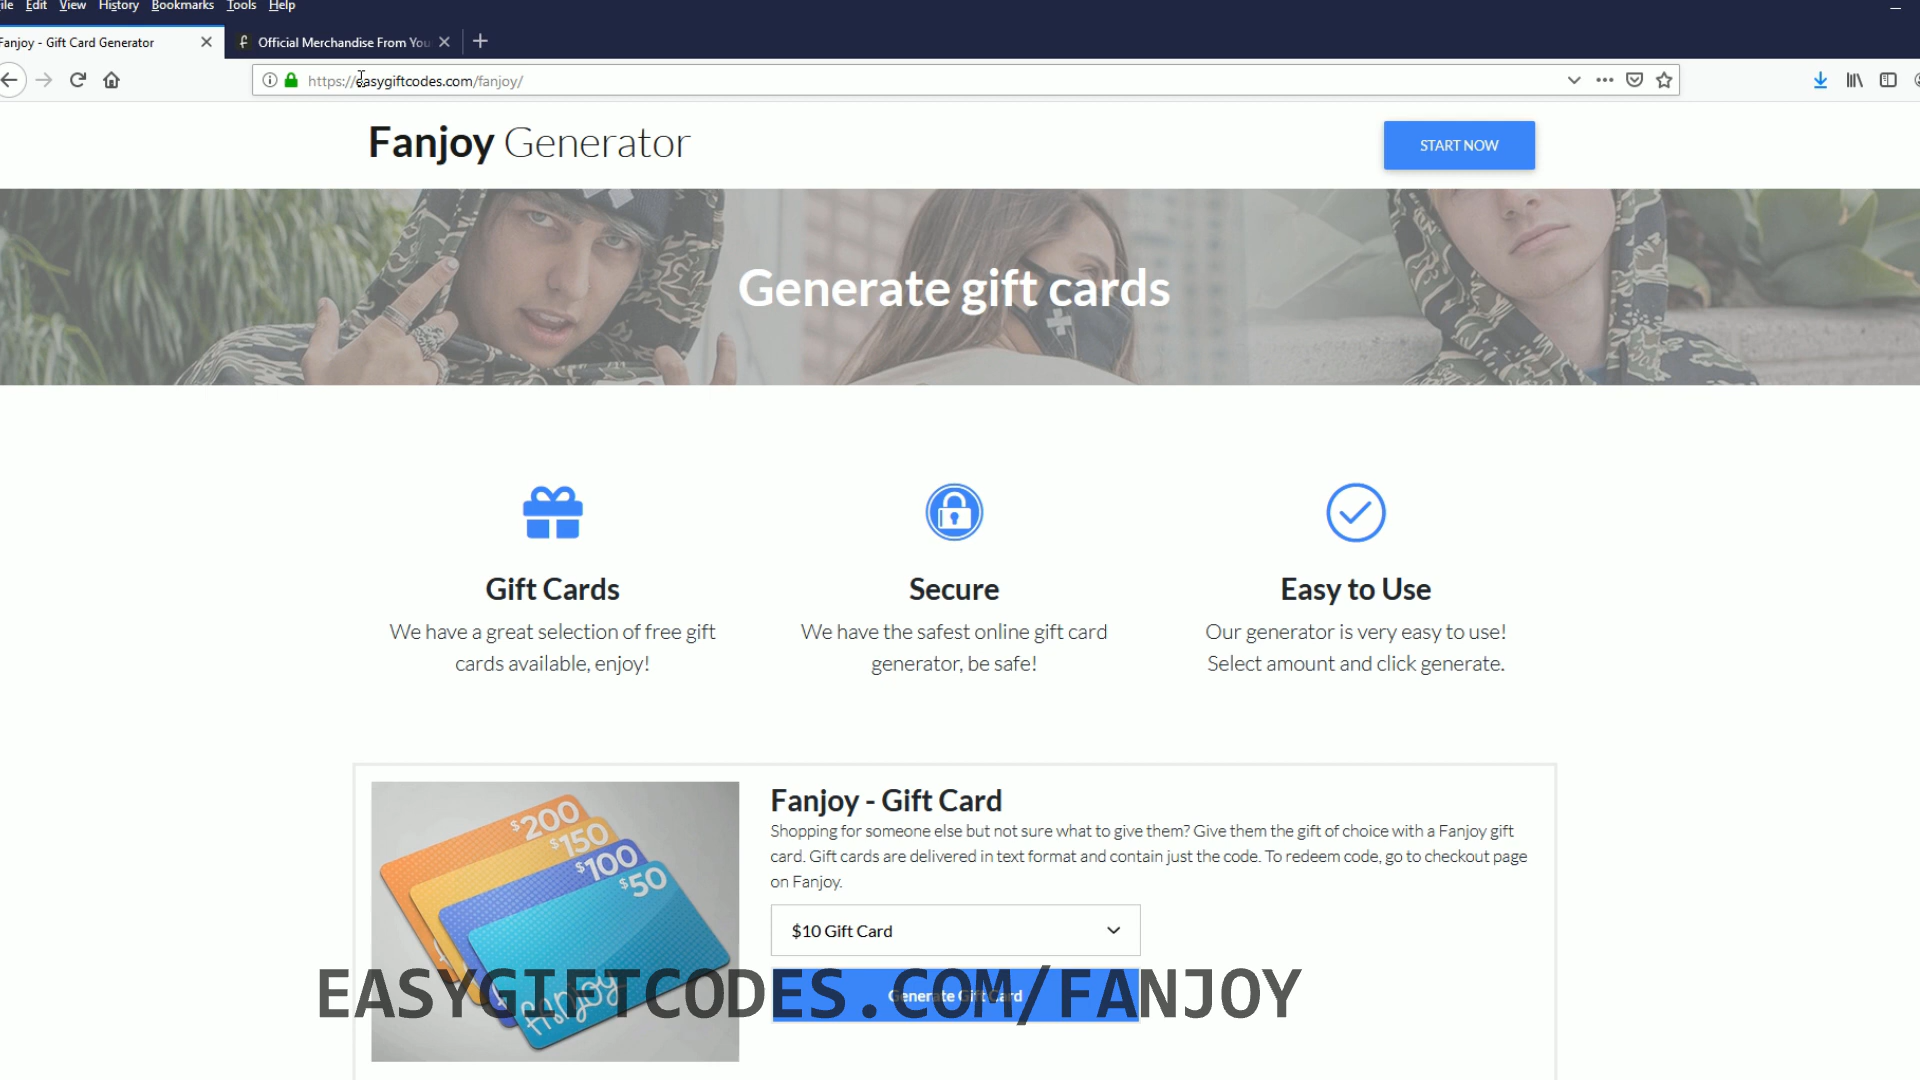 ile Edit View History Bookmarks Tools Help
Fanjoy - Gift Card Generator
Official Merchandise From You
https://easygiftcodes.com/fanjoy/
Fanjoy Generator
START NOW
Generate gift cards
Gift Cards
We have a great selection of free gift
cards available, enjoy!
Secure
We have the safest online gift card
generator, be safe!
Easy to Use
Our generator is very easy to use!
Select amount and click generate.
$200
$150
$100
$50
fanjoy
Fanjoy - Gift Card
Shopping for someone else but not sure what to give them? Give them the gift of choice with a Fanjoy gift
card. Gift cards are delivered in text format and contain just the code. To redeem code, go to checkout page
on Fanjoy.
$10 Gift Card
Generate Gift Card
EASYGIFTCODES.COM/FANJOY